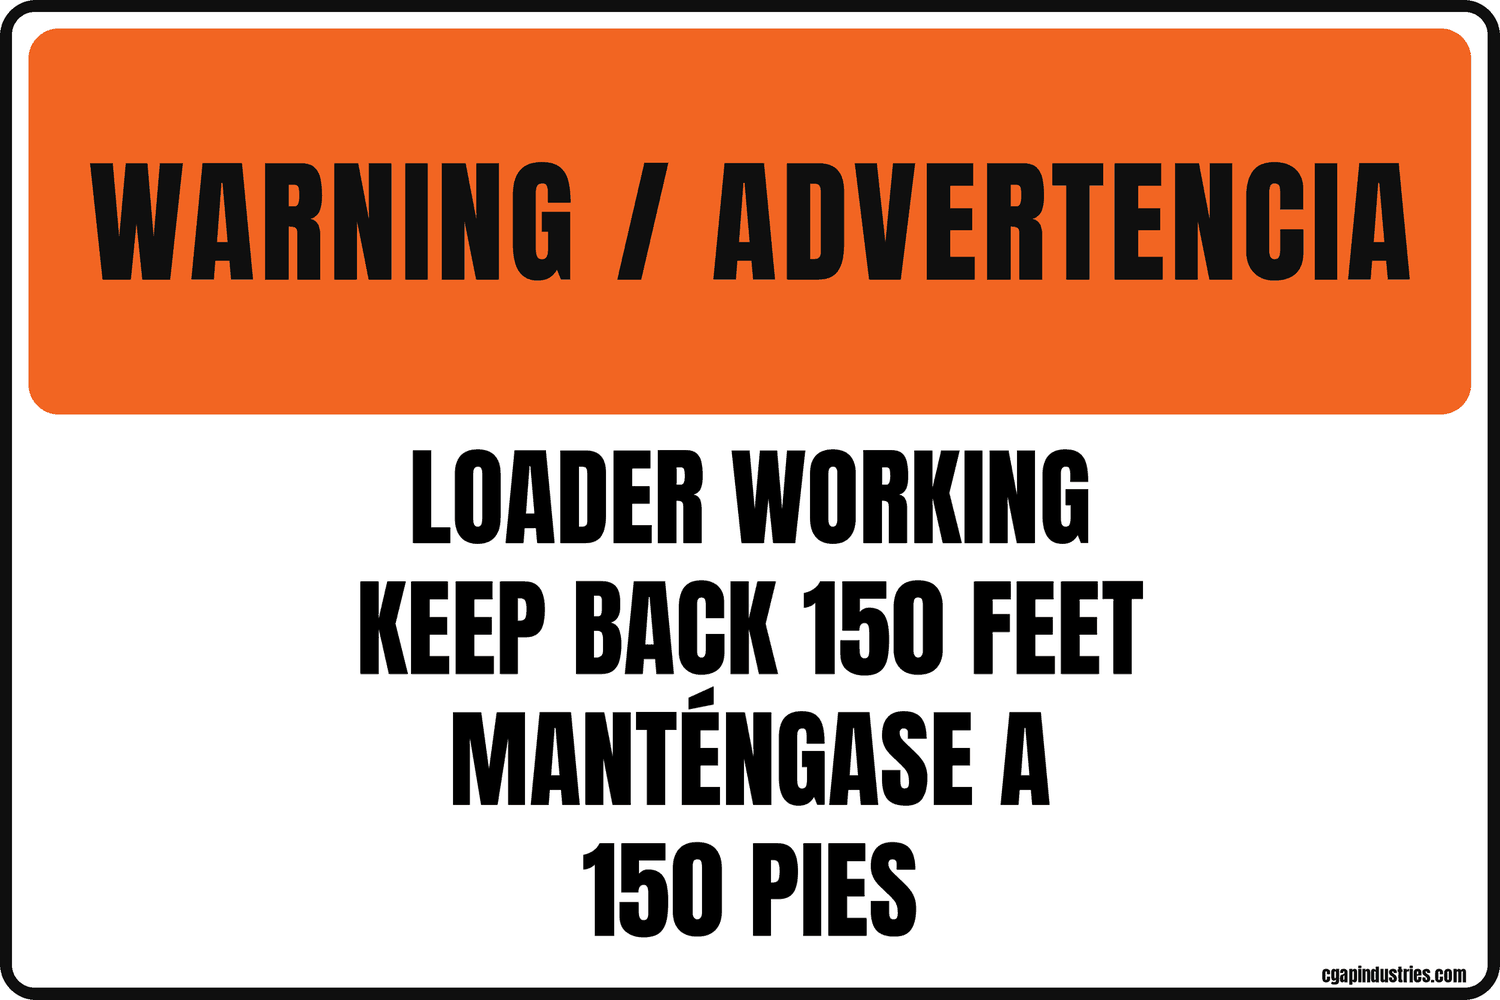 WARNING / ADVERTENCIA
LOADER WORKING
KEEP BACK 150 FEET
MANTÉNGASE A
150 PIES
cgapindustries.com